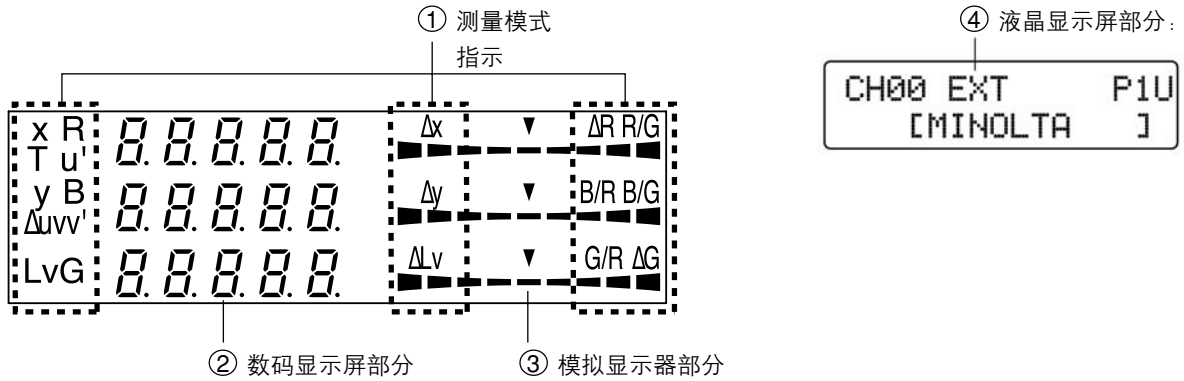 ① 测量模式
指示
④ 液晶显示屏部分:
CH00 EXT P1U
[MINOLTA ]
x R 8.8.8.8.8. Δx ▼ ΔR R/G
T u'
y B 8.8.8.8.8. Δy ▼ B/R B/G
Δuvv'
LvG 8.8.8.8.8. ΔLv ▼ G/R ΔG
② 数码显示屏部分
③ 模拟显示器部分